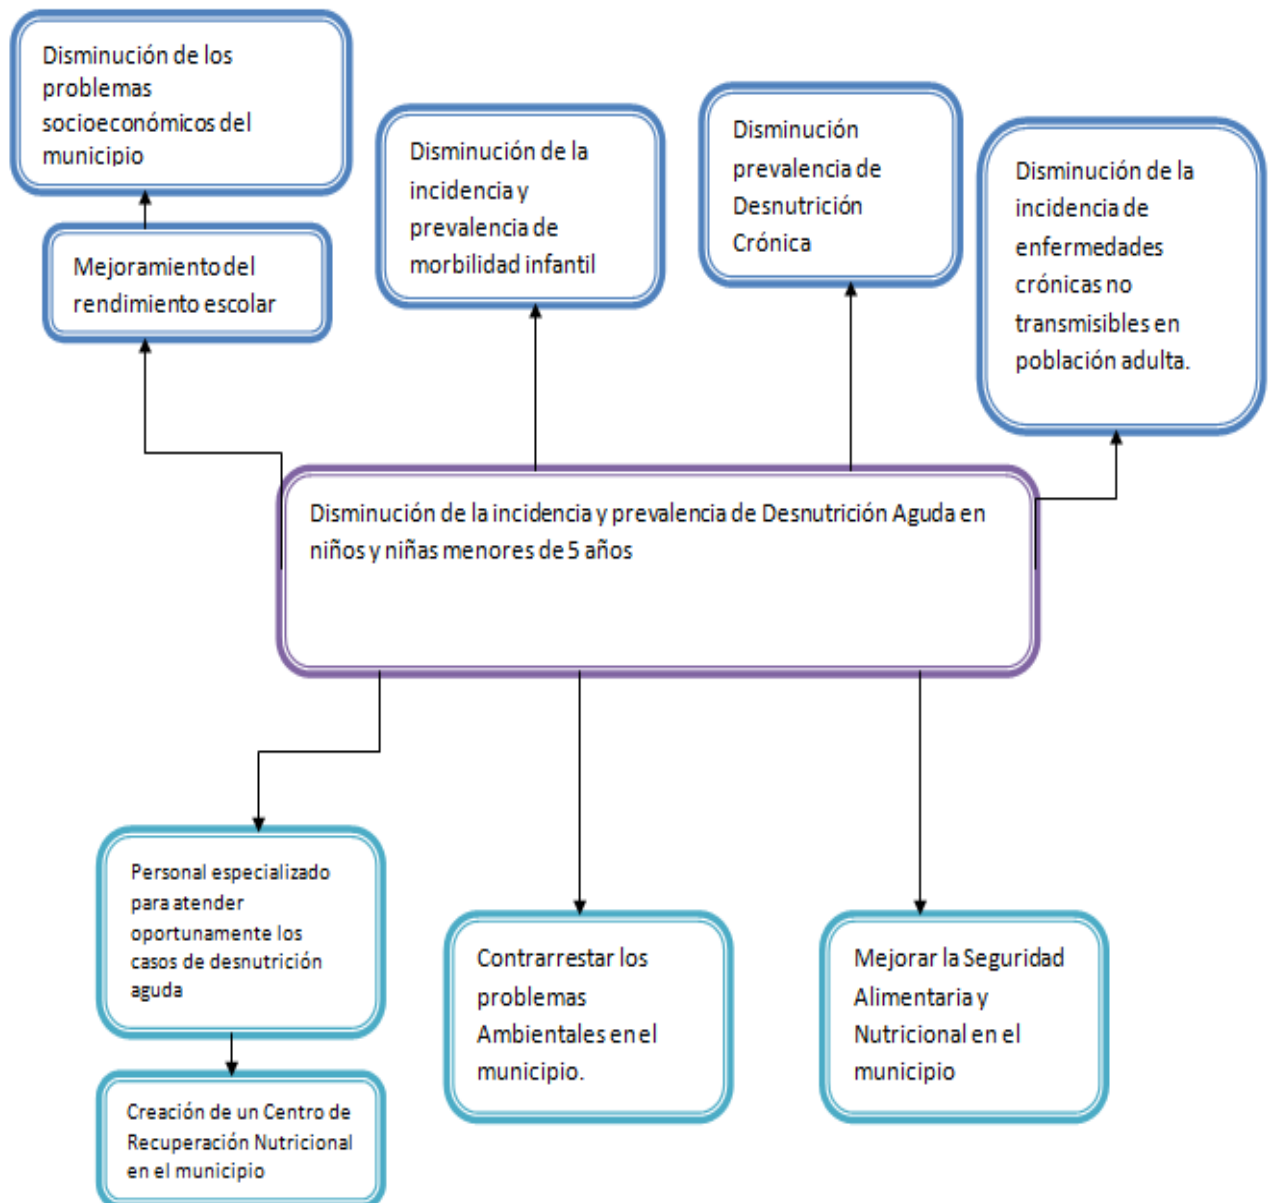 Disminución de los
problemas
socioeconómicos del
municipio
Mejoramiento del
rendimiento escolar
Disminución de la
incidencia y
prevalencia de
morbilidad infantil
Disminución
prevalencia de
Desnutrición
Crónica
Disminución de la
incidencia de
enfermedades
crónicas no
transmisibles en
población adulta.
Disminución de la incidencia y prevalencia de Desnutrición Aguda en
niños y niñas menores de 5 años
Personal especializado
para atender
oportunamente los
casos de desnutrición
aguda
Creación de un Centro de
Recuperación Nutricional
en el municipio
Contrarrestar los
problemas
Ambientales en el
municipio.
Mejorar la Seguridad
Alimentaria y
Nutricional en el
municipio